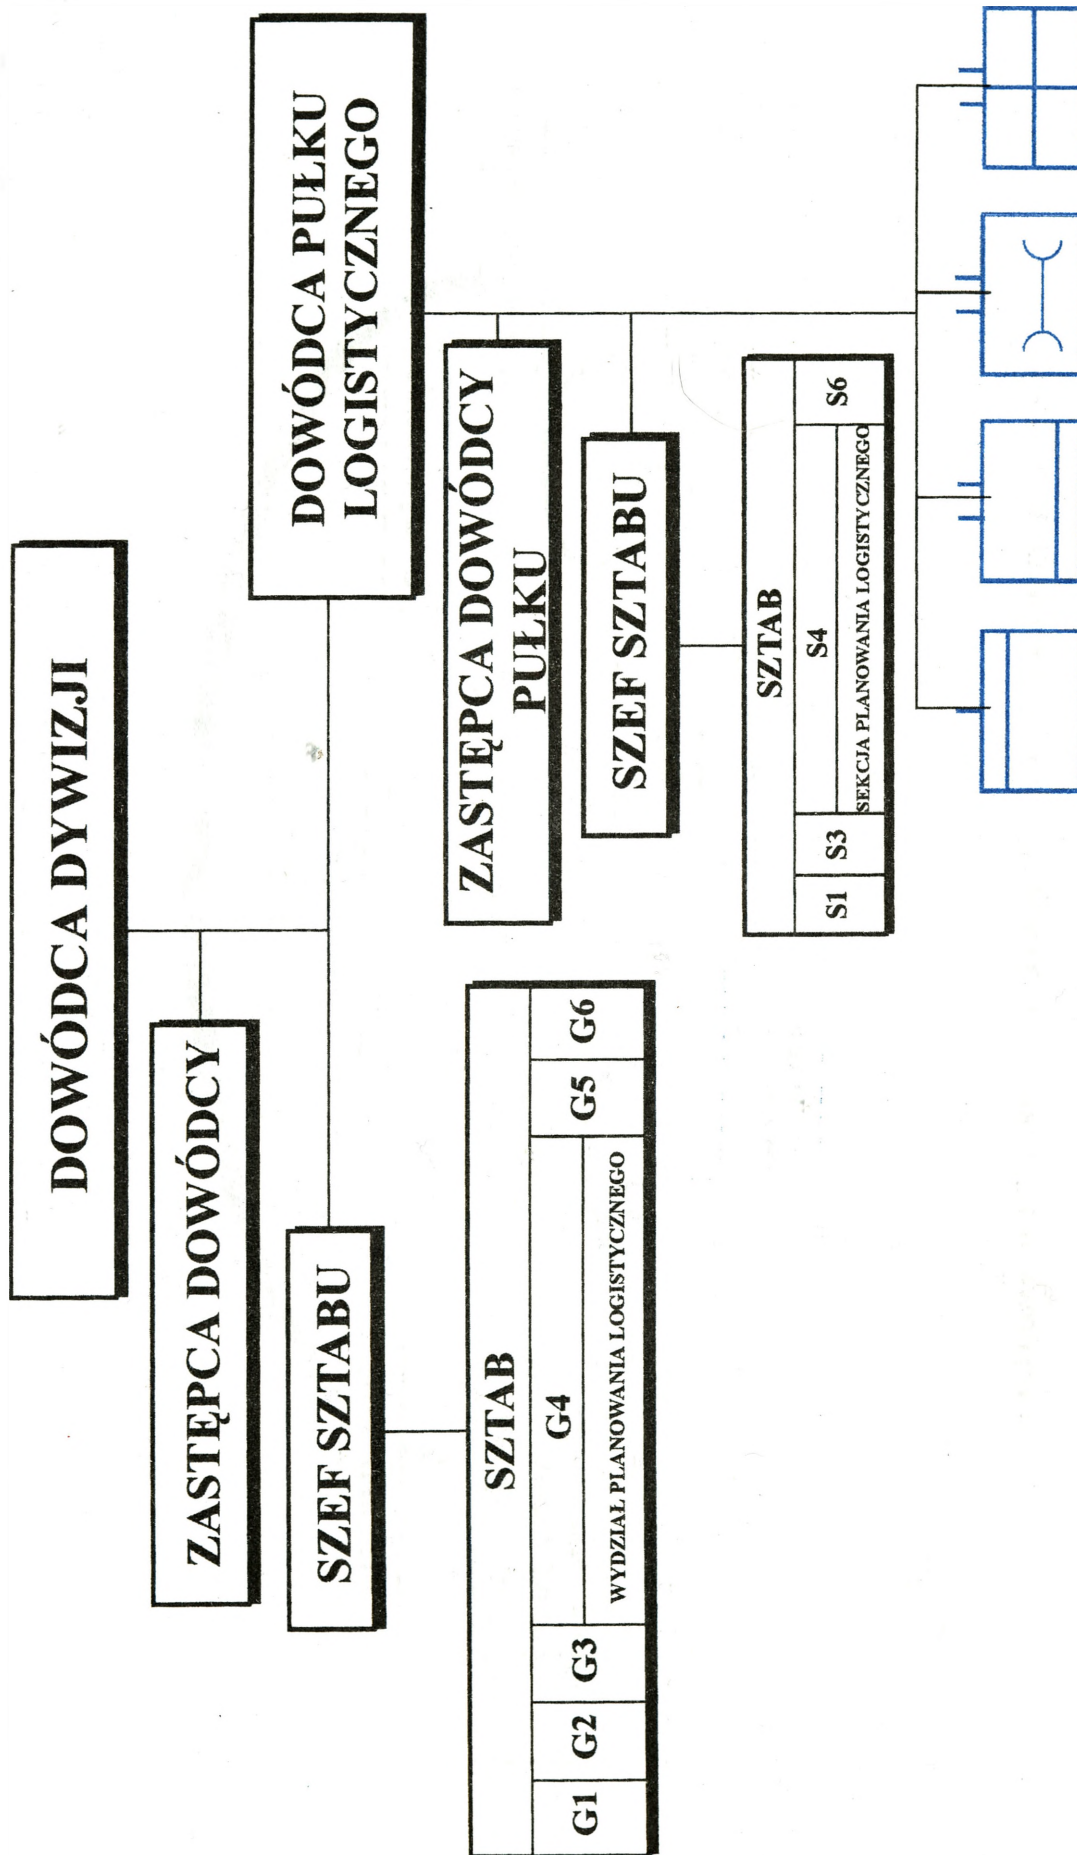 DOWÓDCA DYWIZJI
ZASTĘPCA DOWÓDCY
SZEF SZTABU
SZTAB
G1
G2
G3
G4
WYDZIAŁ PLANOWANIA LOGISTYCZNEGO
G5
G6
DOWÓDCA PUŁKU
LOGISTYCZNEGO
ZASTĘPCA DOWÓDCY
PUŁKU
SZEF SZTABU
SZTAB
S1
S3
S4
SEKCJA PLANOWANIA LOGISTYCZNEGO
S6